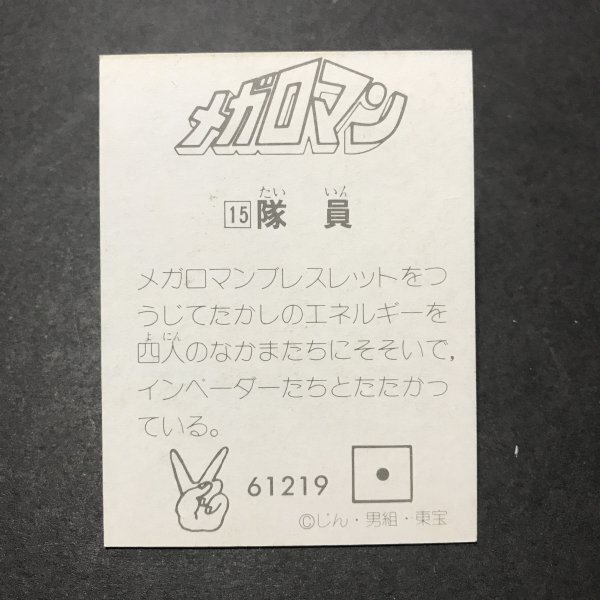 メガロマン
たい いん
15 隊員
メガロマンブレスレットをつ
うじてたかしのエネルギーを
よ にん
四人のなかまたちにそそいで,
インベーダーたちとたたかっ
ている。
61219
©じん・男組・東宝